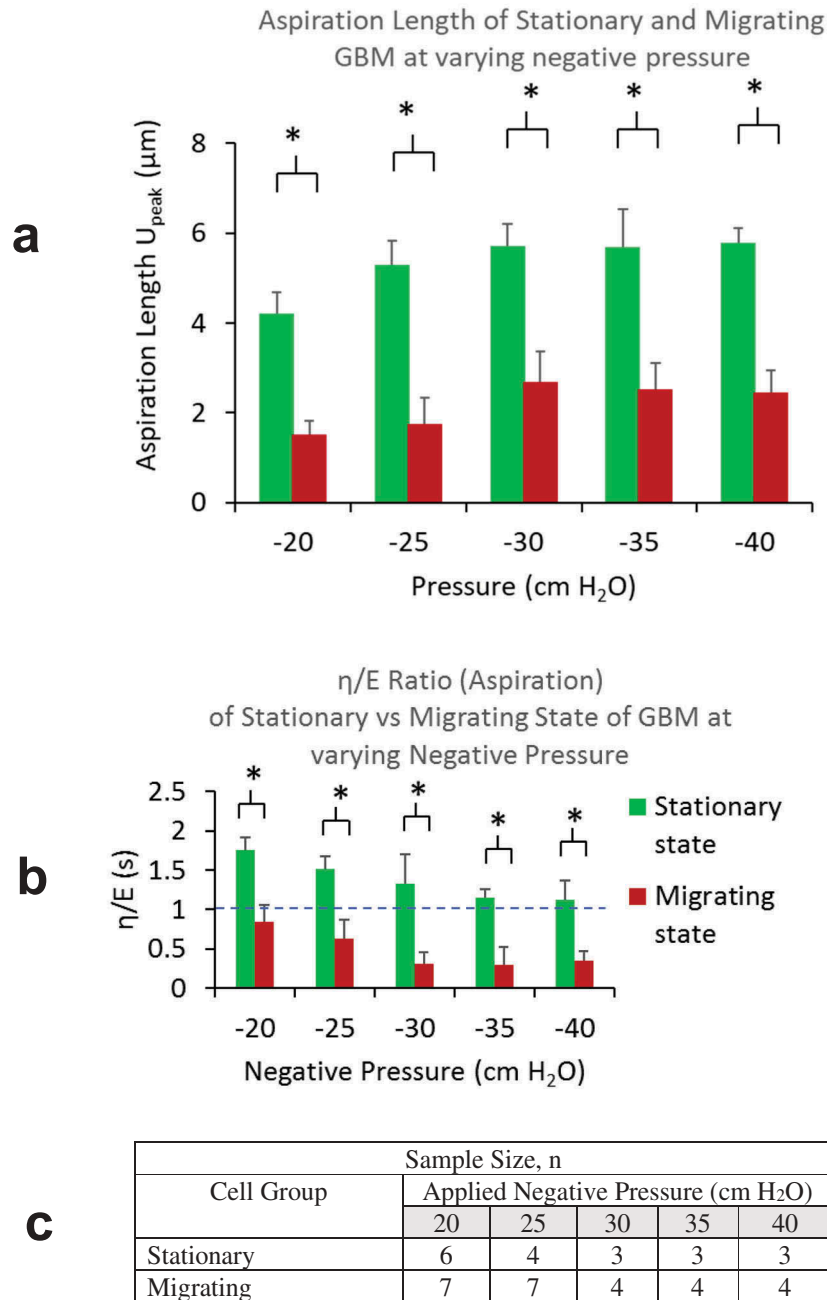 Aspiration Length of Stationary and Migrating
GBM at varying negative pressure
a
Aspiration Length Upeak (µm)
* * * * *
8
6
4
2
0
-20 -25 -30 -35 -40
Pressure (cm H2O)
η/E Ratio (Aspiration)
of Stationary vs Migrating State of GBM at
varying Negative Pressure
b
η/E (s)
* * * * *
2.5
2
1.5
1
0.5
0
-20 -25 -30 -35 -40
Negative Pressure (cm H2O)
Stationary
state
Migrating
state
c
Sample Size, n
Cell Group Applied Negative Pressure (cm H2O)
20 25 30 35 40
Stationary 6 4 3 3 3
Migrating 7 7 4 4 4